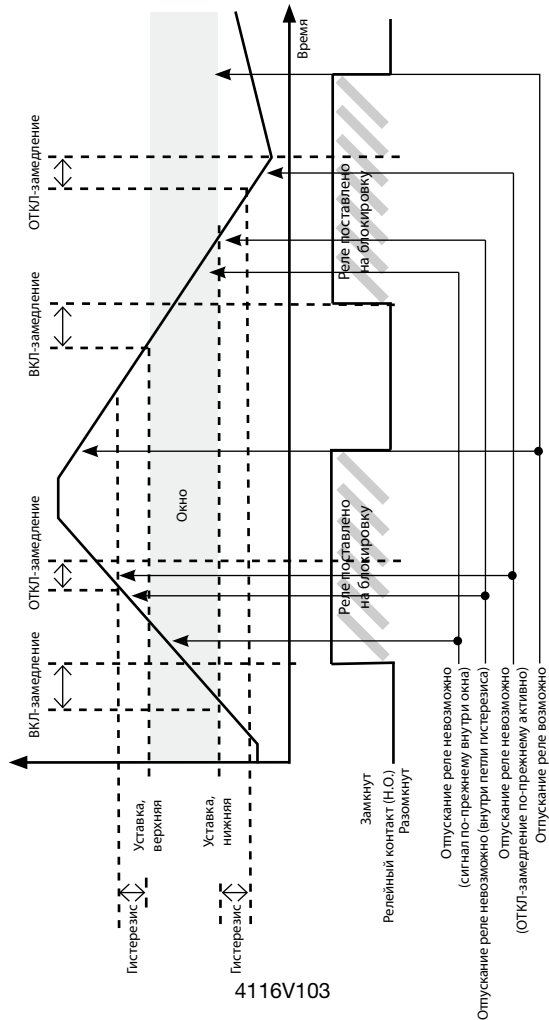 ВКЛ-замедление
ОТКЛ-замедление
ВКЛ-замедление
ОТКЛ-замедление
Гистерезис
Уставка,
верхняя
Окно
Гистерезис
Уставка,
нижняя
Время
Замкнут
Релейный контакт (Н.О.)
Разомкнут
Реле поставлено
на блокировку
Реле поставлено
на блокировку
Отпускание реле невозможно
(сигнал по-прежнему внутри окна)
Отпускание реле невозможно (внутри петли гистерезиса)
Отпускание реле невозможно
(ОТКЛ-замедление по-прежнему активно)
Отпускание реле возможно
4116V103